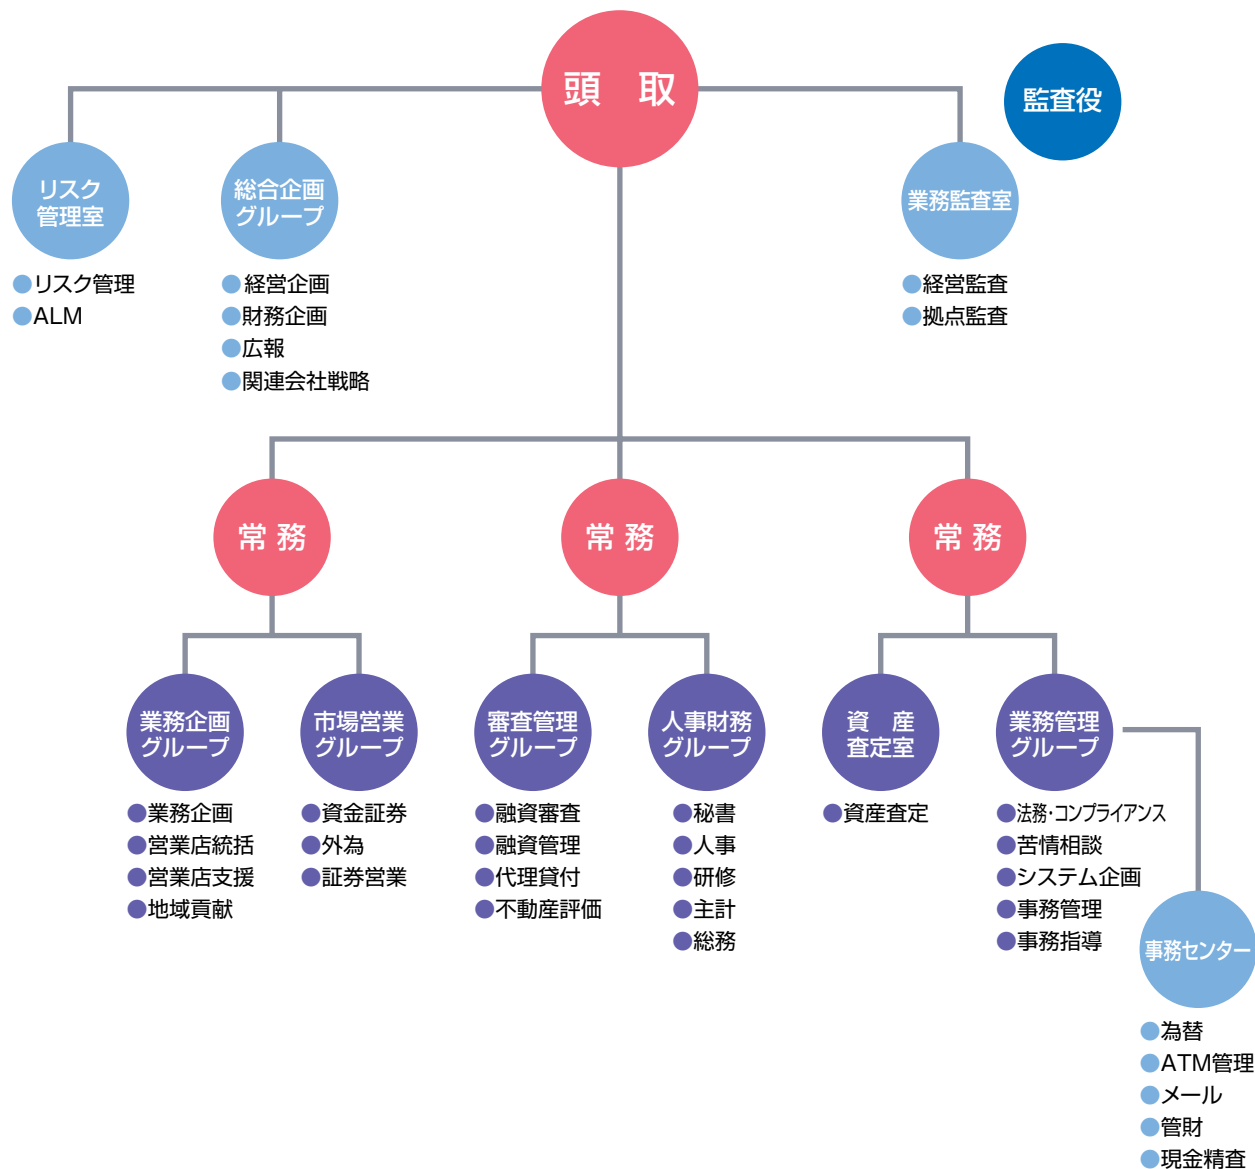 頭　取
監査役
リスク
管理室
●リスク管理
●ALM
総合企画
グループ
●経営企画
●財務企画
●広報
●関連会社戦略
業務監査室
●経営監査
●拠点監査
常 務
常 務
常 務
業務企画
グループ
●業務企画
●営業店統括
●営業店支援
●地域貢献
市場営業
グループ
●資金証券
●外為
●証券営業
審査管理
グループ
●融資審査
●融資管理
●代理貸付
●不動産評価
人事財務
グループ
●秘書
●人事
●研修
●主計
●総務
資　産
査定室
●資産査定
業務管理
グループ
●法務・コンプライアンス
●苦情相談
●システム企画
●事務管理
●事務指導
事務センター
●為替
●ATM管理
●メール
●管財
●現金精査